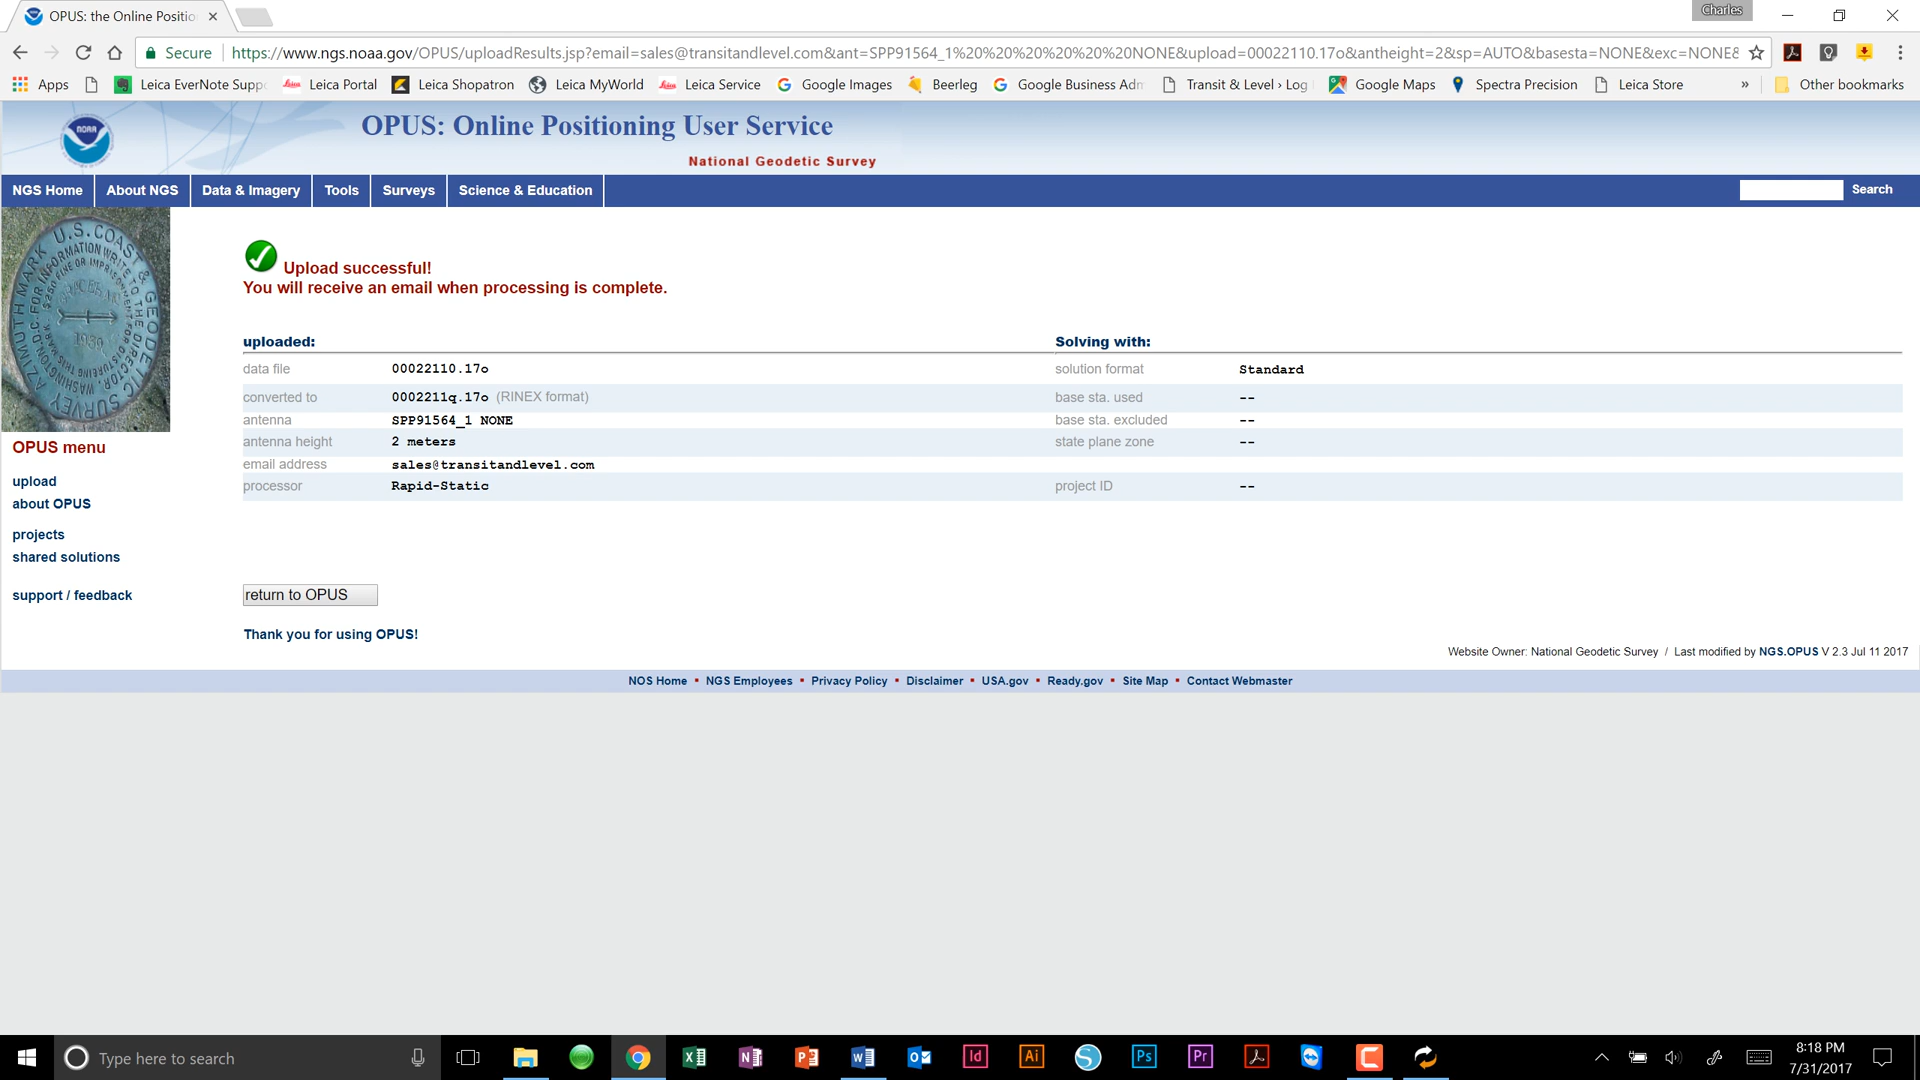 OPUS: the Online Positio
Charles
Secure https://www.ngs.noaa.gov/OPUS/uploadResults.jsp?email=sales@transitandlevel.com&ant=SPP91564_1%20%20%20%20%20%20NONE&upload=00022110.17o&antheight=2&sp=AUTO&basesta=NONE&exc=NONE&
Apps Leica EverNote Supp Leica Portal Leica Shopatron Leica MyWorld Leica Service Google Images Beerleg Google Business Adm Transit & Level › Log Google Maps Spectra Precision Leica Store » Other bookmarks
NOAA
OPUS: Online Positioning User Service
National Geodetic Survey
NGS Home About NGS Data & Imagery Tools Surveys Science & Education Search
U.S. COAST & GEODETIC SURVEY
AZIMUTH MARK
1939
Upload successful!
You will receive an email when processing is complete.
uploaded: Solving with:
data file 00022110.17o solution format Standard
converted to 0002211q.17o (RINEX format) base sta. used --
antenna SPP91564_1 NONE base sta. excluded --
antenna height 2 meters state plane zone --
email address sales@transitandlevel.com
processor Rapid-Static project ID --
OPUS menu
upload
about OPUS
projects
shared solutions
support / feedback
return to OPUS
Thank you for using OPUS!
Website Owner: National Geodetic Survey / Last modified by NGS.OPUS V 2.3 Jul 11 2017
NOS Home • NGS Employees • Privacy Policy • Disclaimer • USA.gov • Ready.gov • Site Map • Contact Webmaster
Type here to search
8:18 PM
7/31/2017